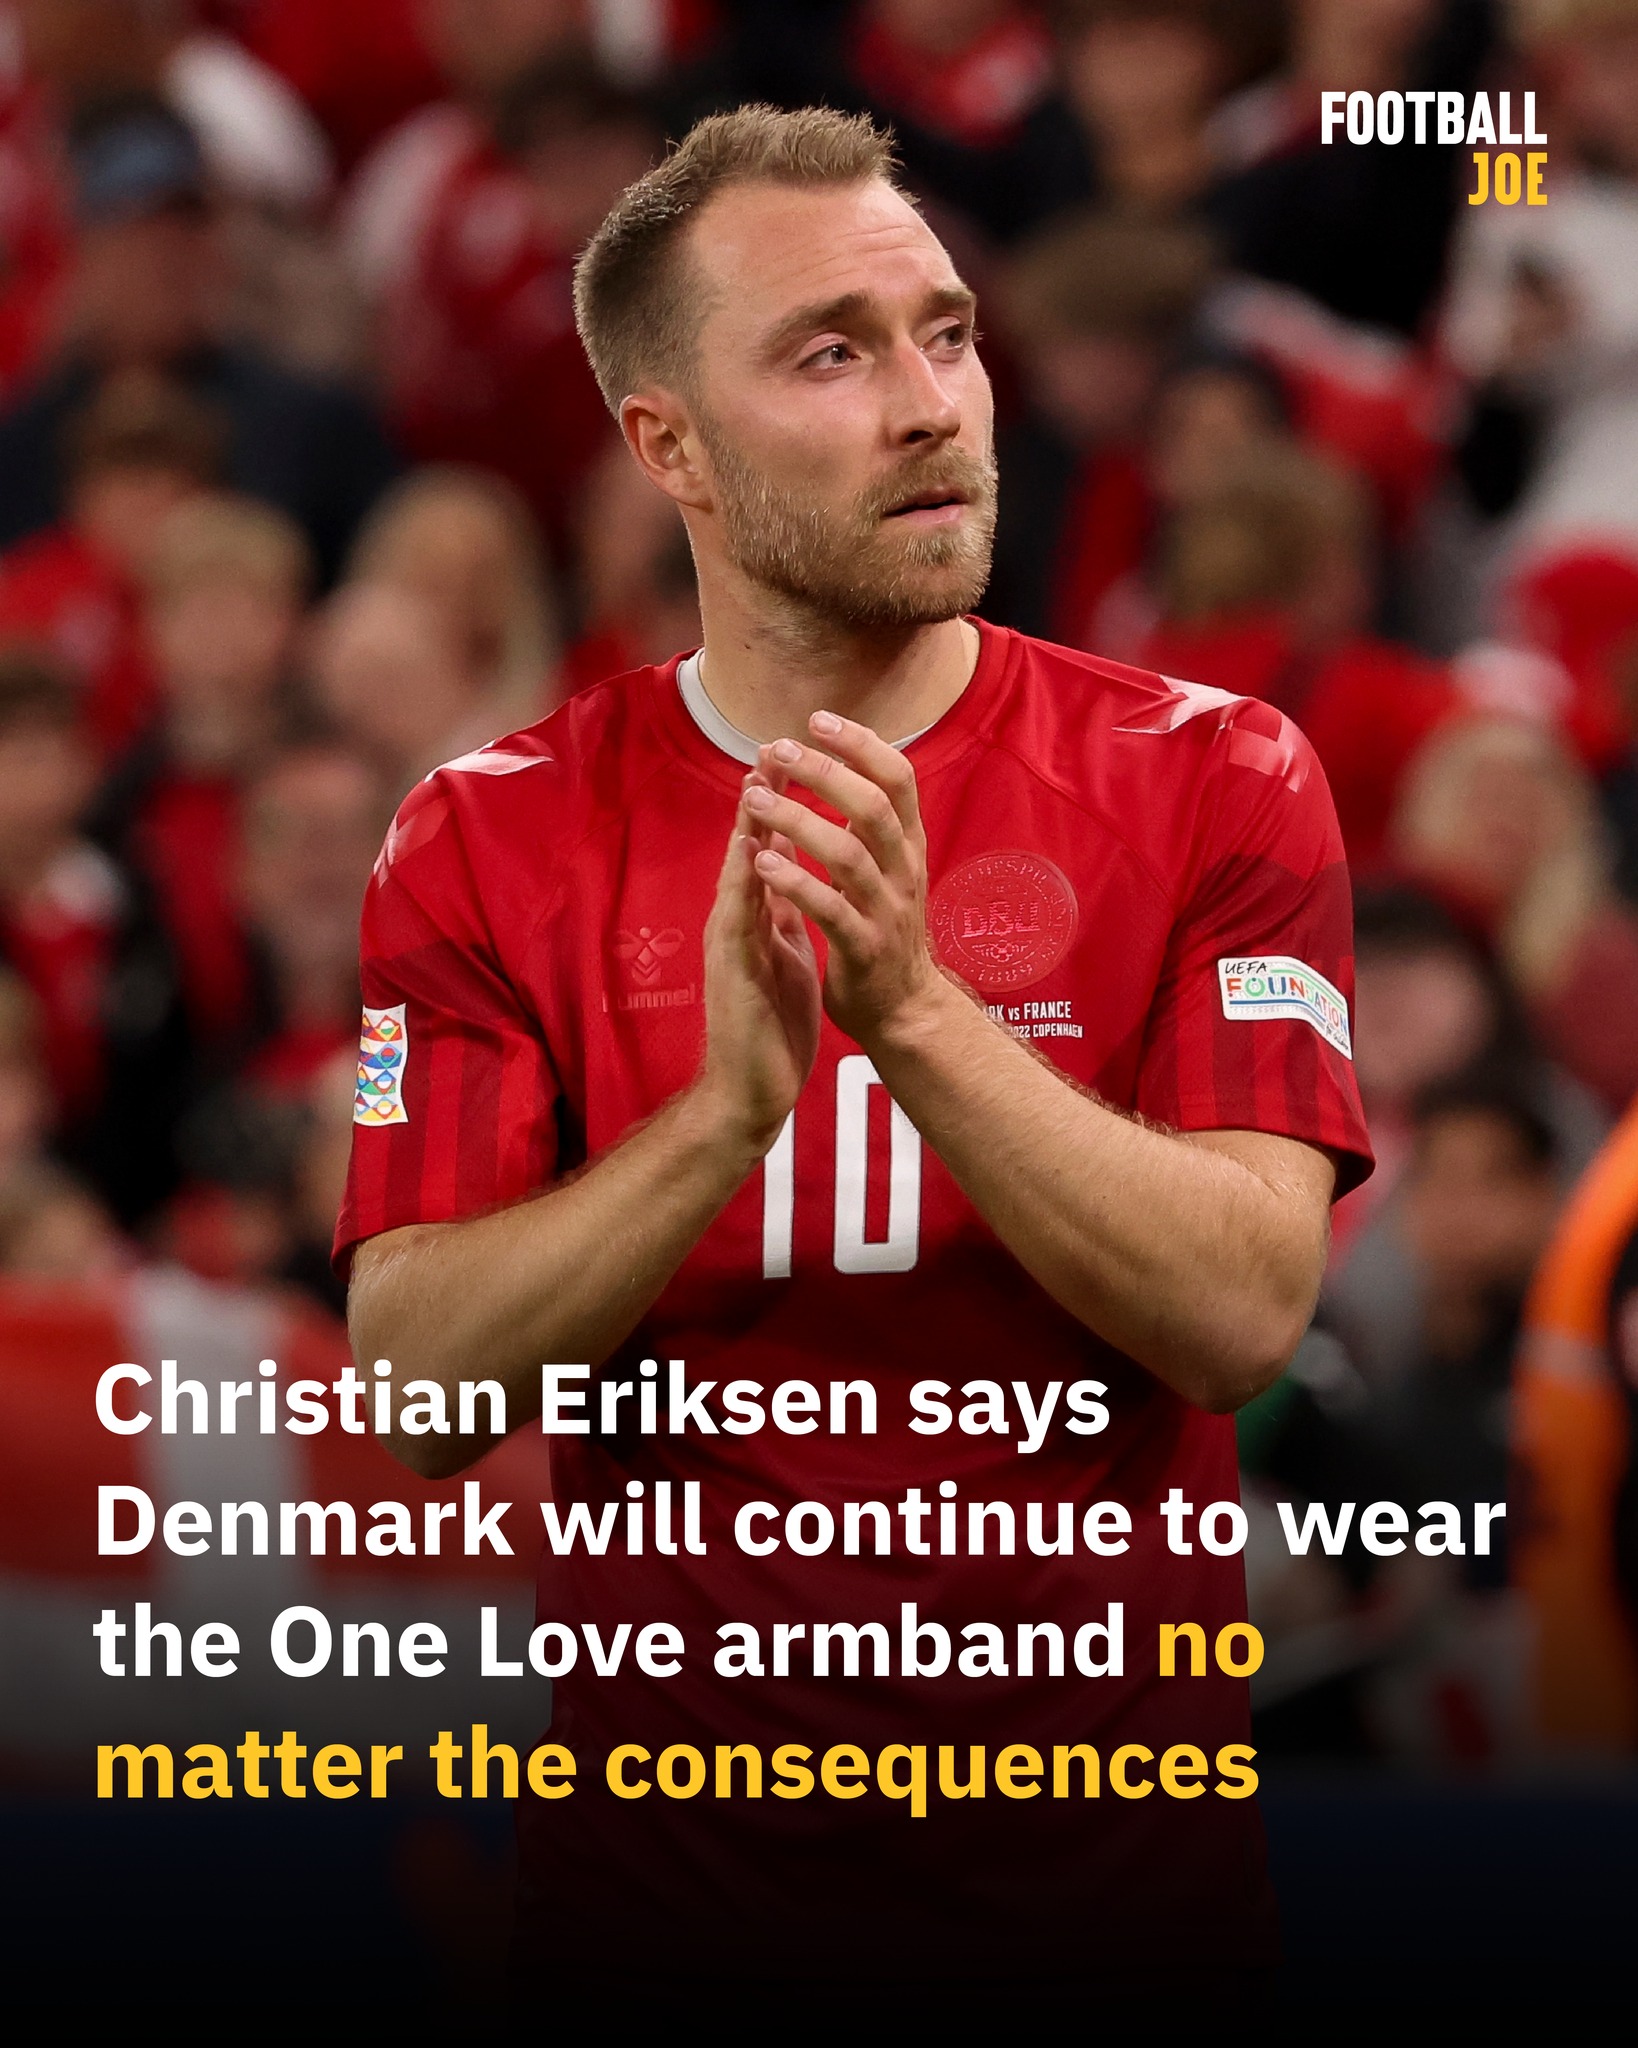 FOOTBALL
JOE
UEFA
FOUNDATION
DBU
hummel
vs FRANCE
2022 COPENHAGEN
10
Christian Eriksen says
Denmark will continue to wear
the One Love armband no
matter the consequences